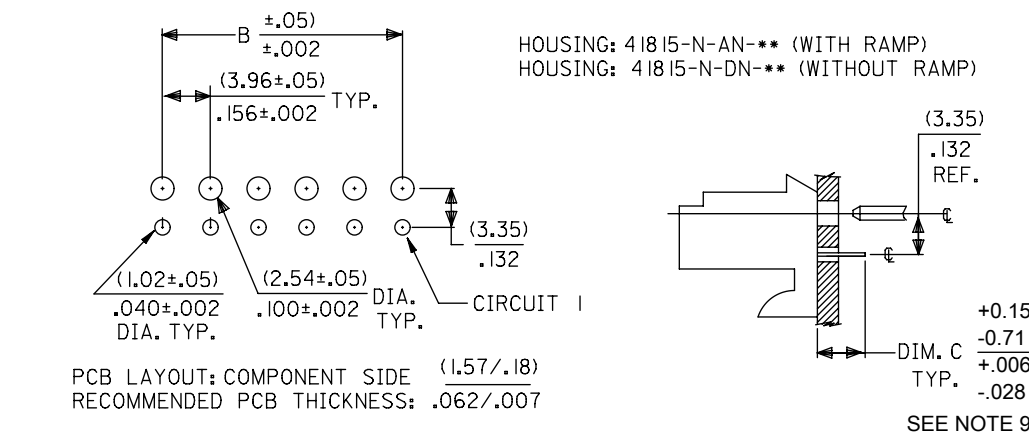 B ±.05)
±.002
(3.96±.05)
.156±.002 TYP.
HOUSING: 41815-N-AN-** (WITH RAMP)
HOUSING: 41815-N-DN-** (WITHOUT RAMP)
(3.35)
.132
REF.
℄
℄
(3.35)
.132
(1.02±.05)
.040±.002
DIA. TYP.
(2.54±.05)
.100±.002
DIA.
TYP.
CIRCUIT 1
PCB LAYOUT: COMPONENT SIDE (1.57/.18)
RECOMMENDED PCB THICKNESS: .062/.007
DIM. C
TYP.
+0.15
-0.71
+.006
-.028
SEE NOTE 9